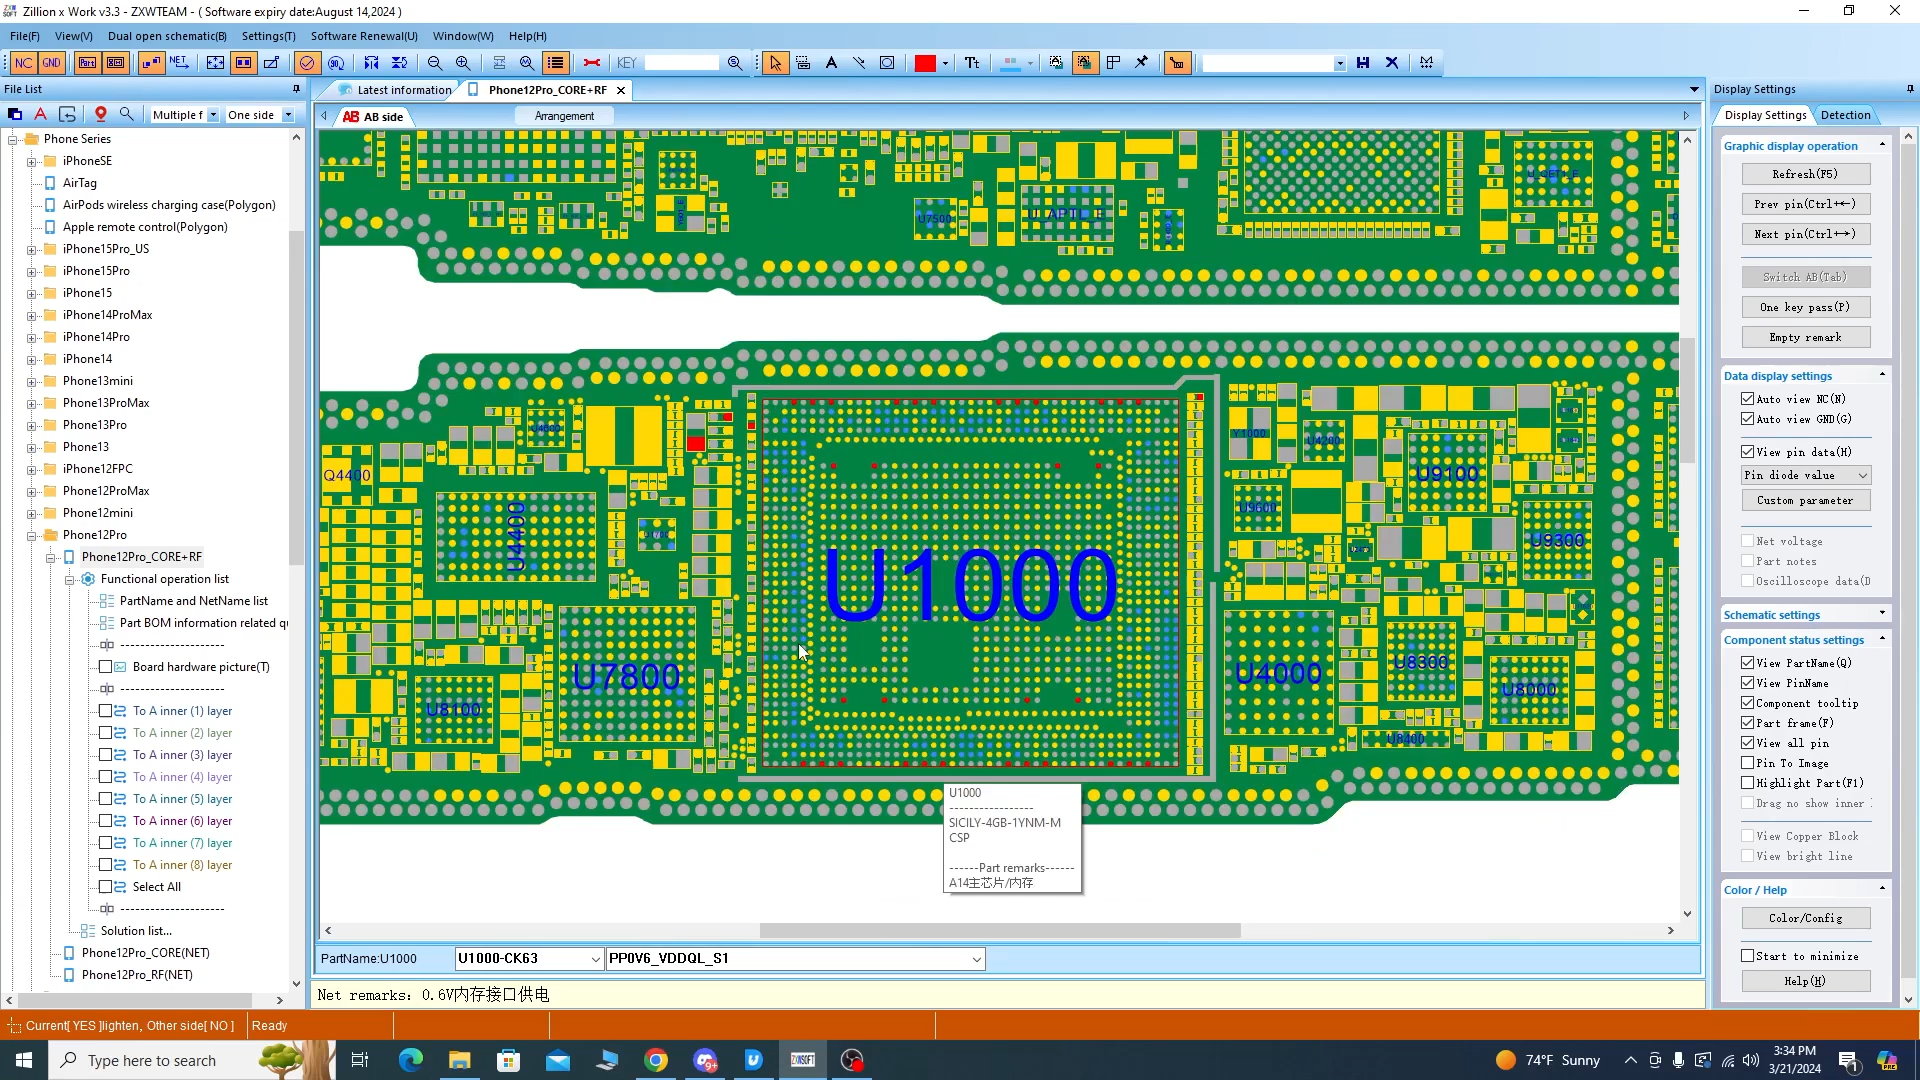 Zillion x Work v3.3 - ZXWTEAM - ( Software expiry date:August 14,2024 )
File(F) View(V) Dual open schematic(B) Settings(T) Software Renewal(U) Window(W) Help(H)
NC GND Part NET KEY A Tt
File List
Latest information Phone12Pro_CORE+RF
Display Settings
Multiple f One side
AB AB side
Arrangement
Display Settings Detection
Phone Series
iPhoneSE
AirTag
AirPods wireless charging case(Polygon)
Apple remote control(Polygon)
iPhone15Pro_US
iPhone15Pro
iPhone15
iPhone14ProMax
iPhone14Pro
iPhone14
Phone13mini
Phone13ProMax
Phone13Pro
Phone13
iPhone12FPC
Phone12ProMax
Phone12mini
Phone12Pro
Phone12Pro_CORE+RF
Functional operation list
PartName and NetName list
Part BOM information related q
--------------------
Board hardware picture(T)
--------------------
To A inner (1) layer
To A inner (2) layer
To A inner (3) layer
To A inner (4) layer
To A inner (5) layer
To A inner (6) layer
To A inner (7) layer
To A inner (8) layer
Select All
--------------------
Solution list...
Phone12Pro_CORE(NET)
Phone12Pro_RF(NET)
U7500
Q4400
U4400
U1000
Y1000
U4200
U9100
U9600
U9300
U7800
U8100
U4000
U8300
U8000
U8400
U1000
-----------------
SICILY-4GB-1YNM-M
CSP
------Part remarks------
A14主芯片/内存
Graphic display operation
Refresh(F5)
Prev pin(Ctrl+←)
Next pin(Ctrl+→)
Switch AB(Tab)
One key pass(P)
Empty remark
Data display settings
Auto view NC(N)
Auto view GND(G)
View pin data(H)
Pin diode value
Custom parameter
Net voltage
Part notes
Oscilloscope data(D
Schematic settings
Component status settings
View PartName(Q)
View PinName
Component tooltip
Part frame(F)
View all pin
Pin To Image
Highlight Part(F1)
Drag no show inner
View Copper Block
View bright line
Color / Help
Color/Config
Start to minimize
Help(H)
PartName:U1000 U1000-CK63 PP0V6_VDDQL_S1
Net remarks: 0.6V内存接口供电
Current[ YES ]lighten, Other side[ NO ] Ready
Type here to search
ZXWSOFT
74°F Sunny
3:34 PM
3/21/2024